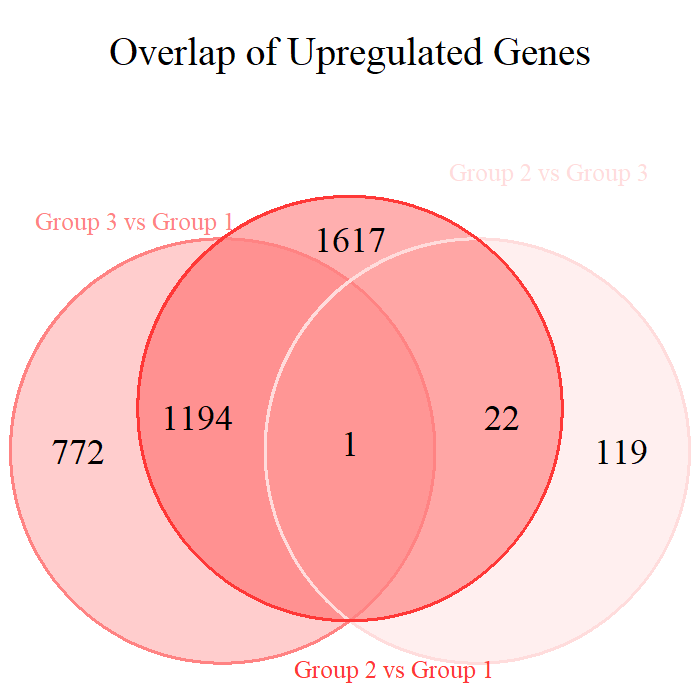 Overlap of Upregulated Genes
Group 2 vs Group 3
Group 3 vs Group 1
1617
1194
22
1
772
119
Group 2 vs Group 1